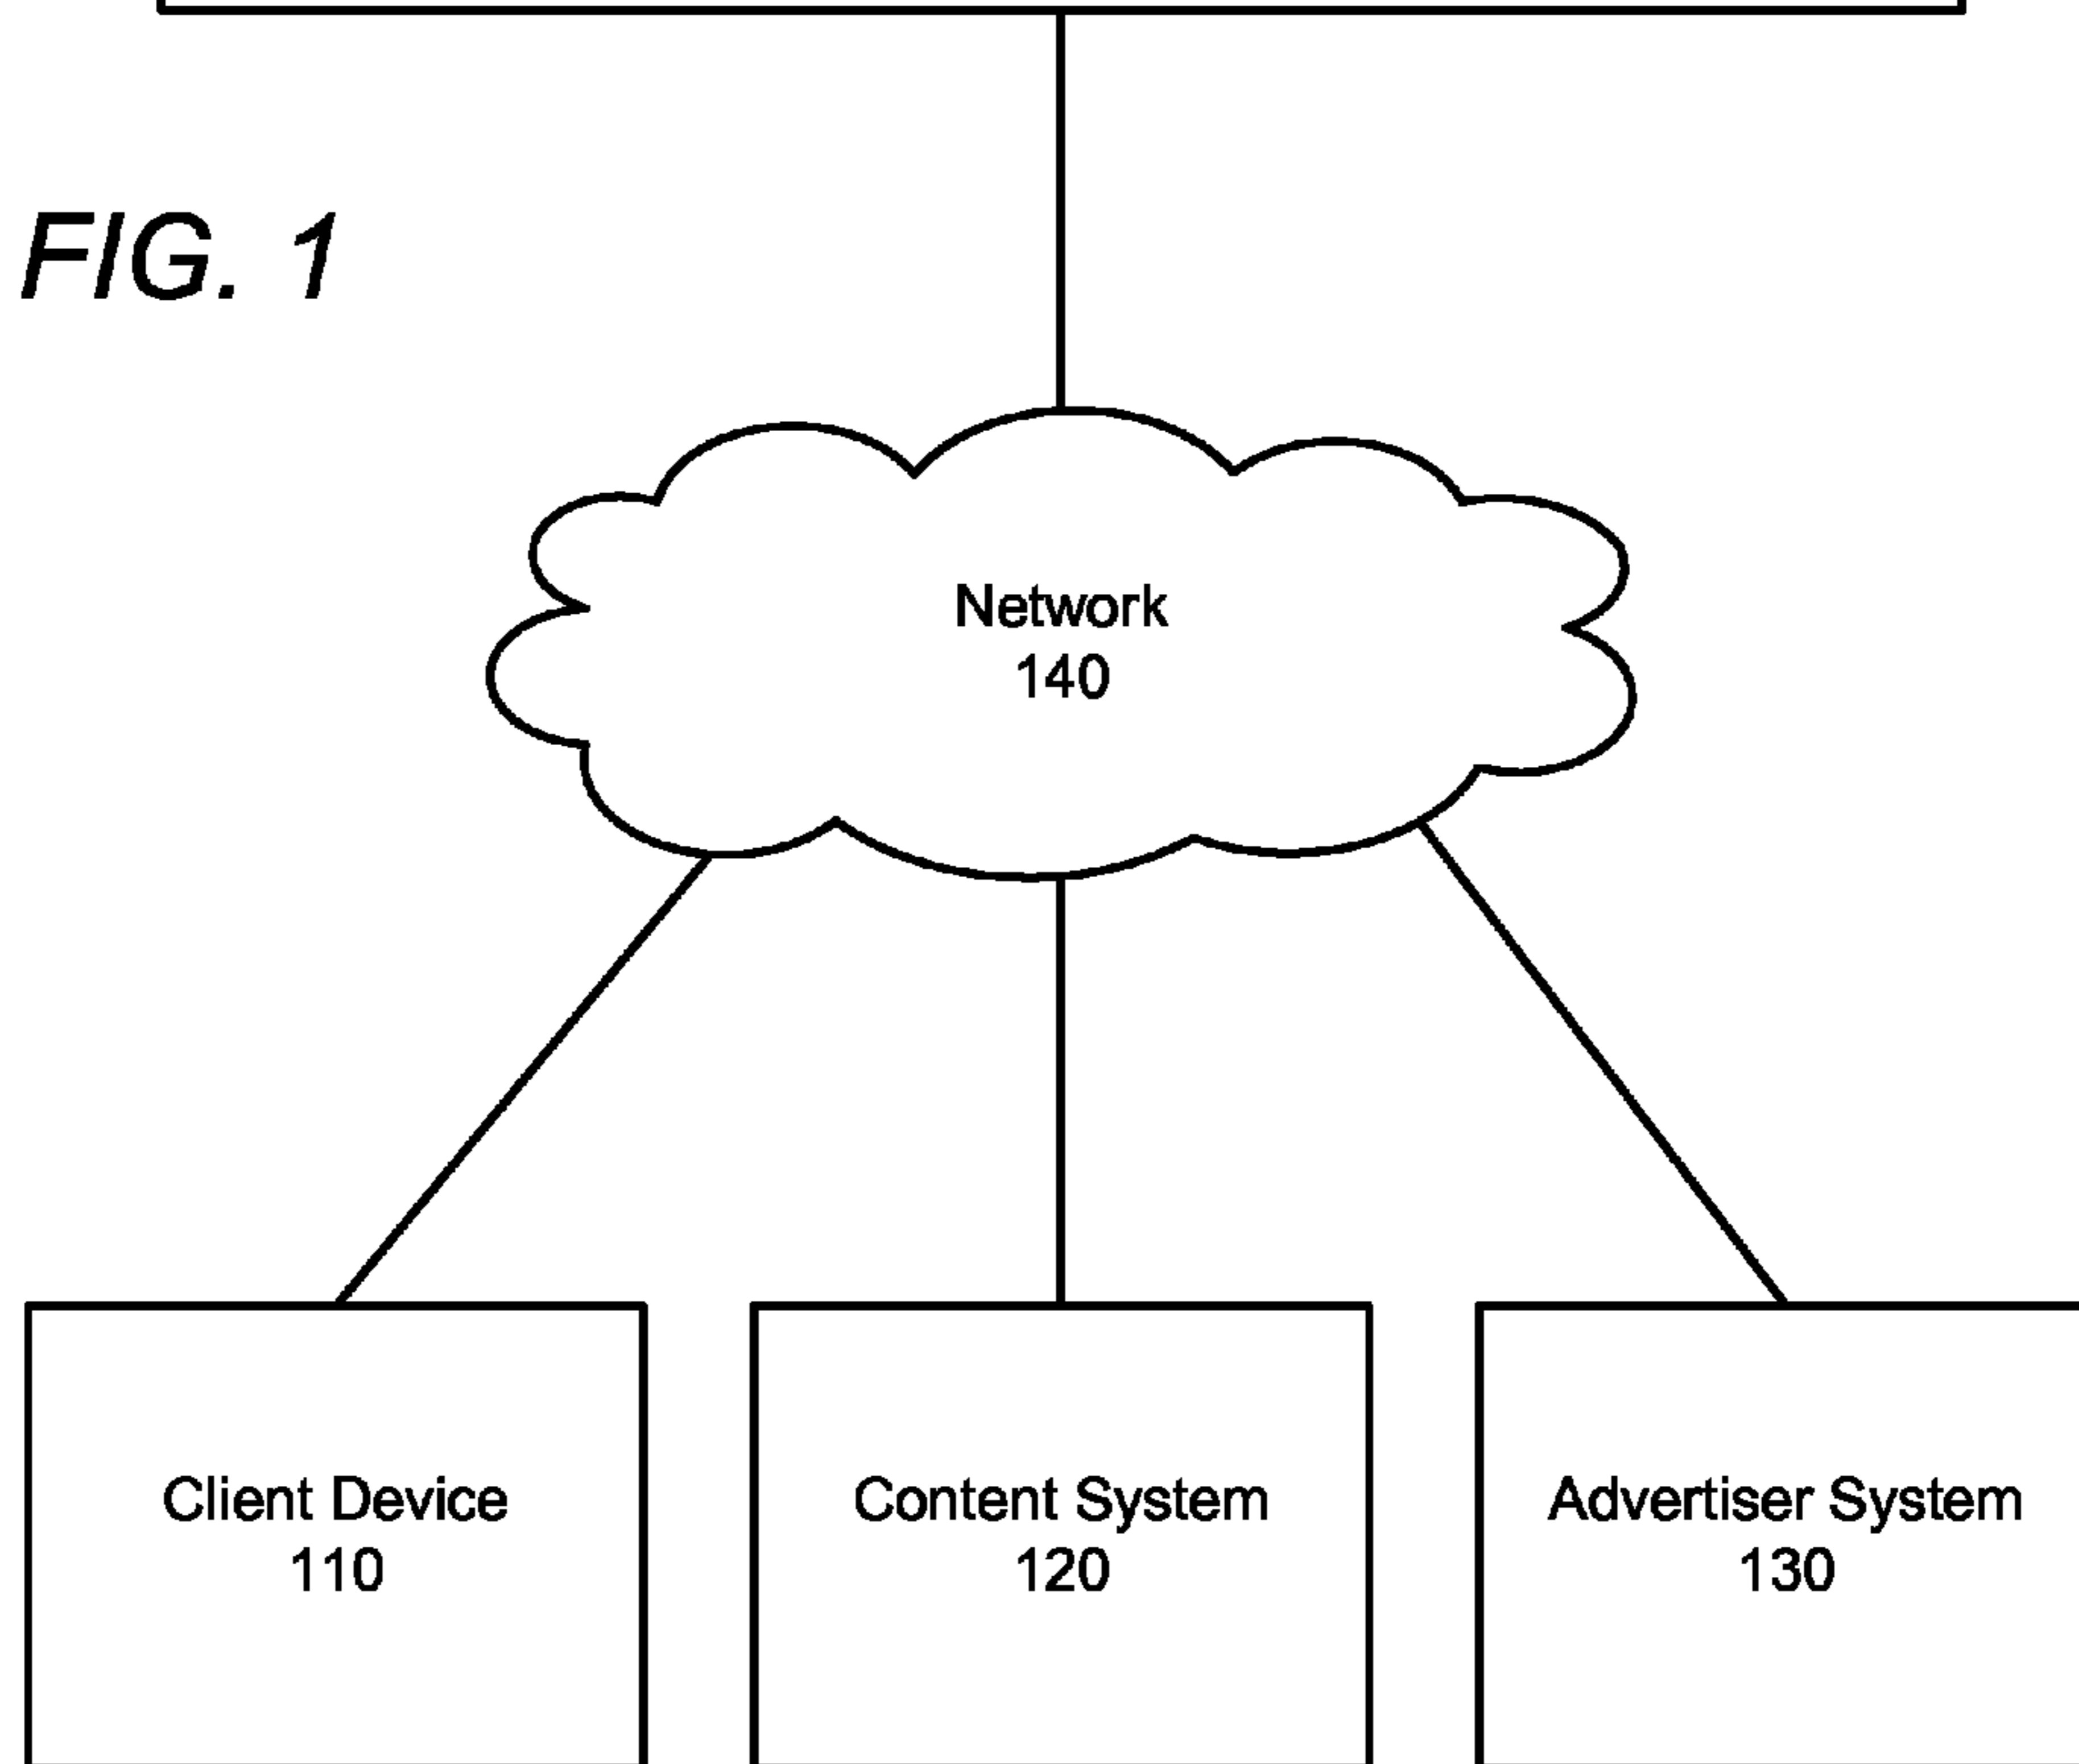 FIG. 1
Network
140
Client Device
110
Content System
120
Advertiser System
130